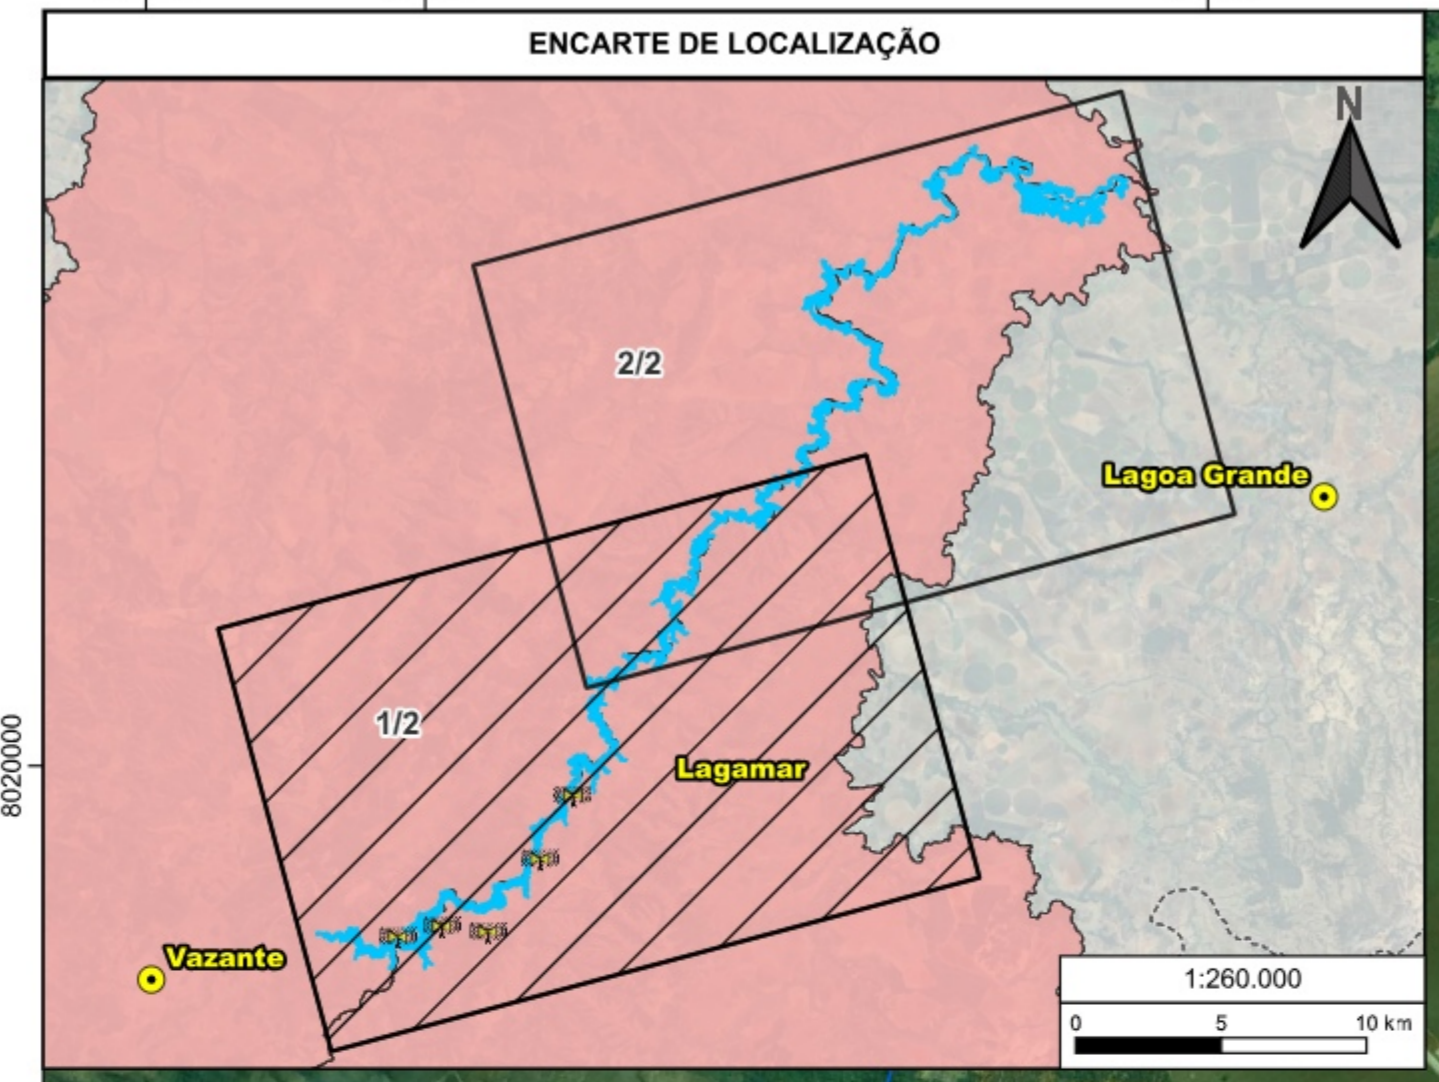 ENCARTE DE LOCALIZAÇÃO
N
2/2
Lagoa Grande
1/2
8020000
Lagamar
Vazante
1:260.000
0 5 10 km